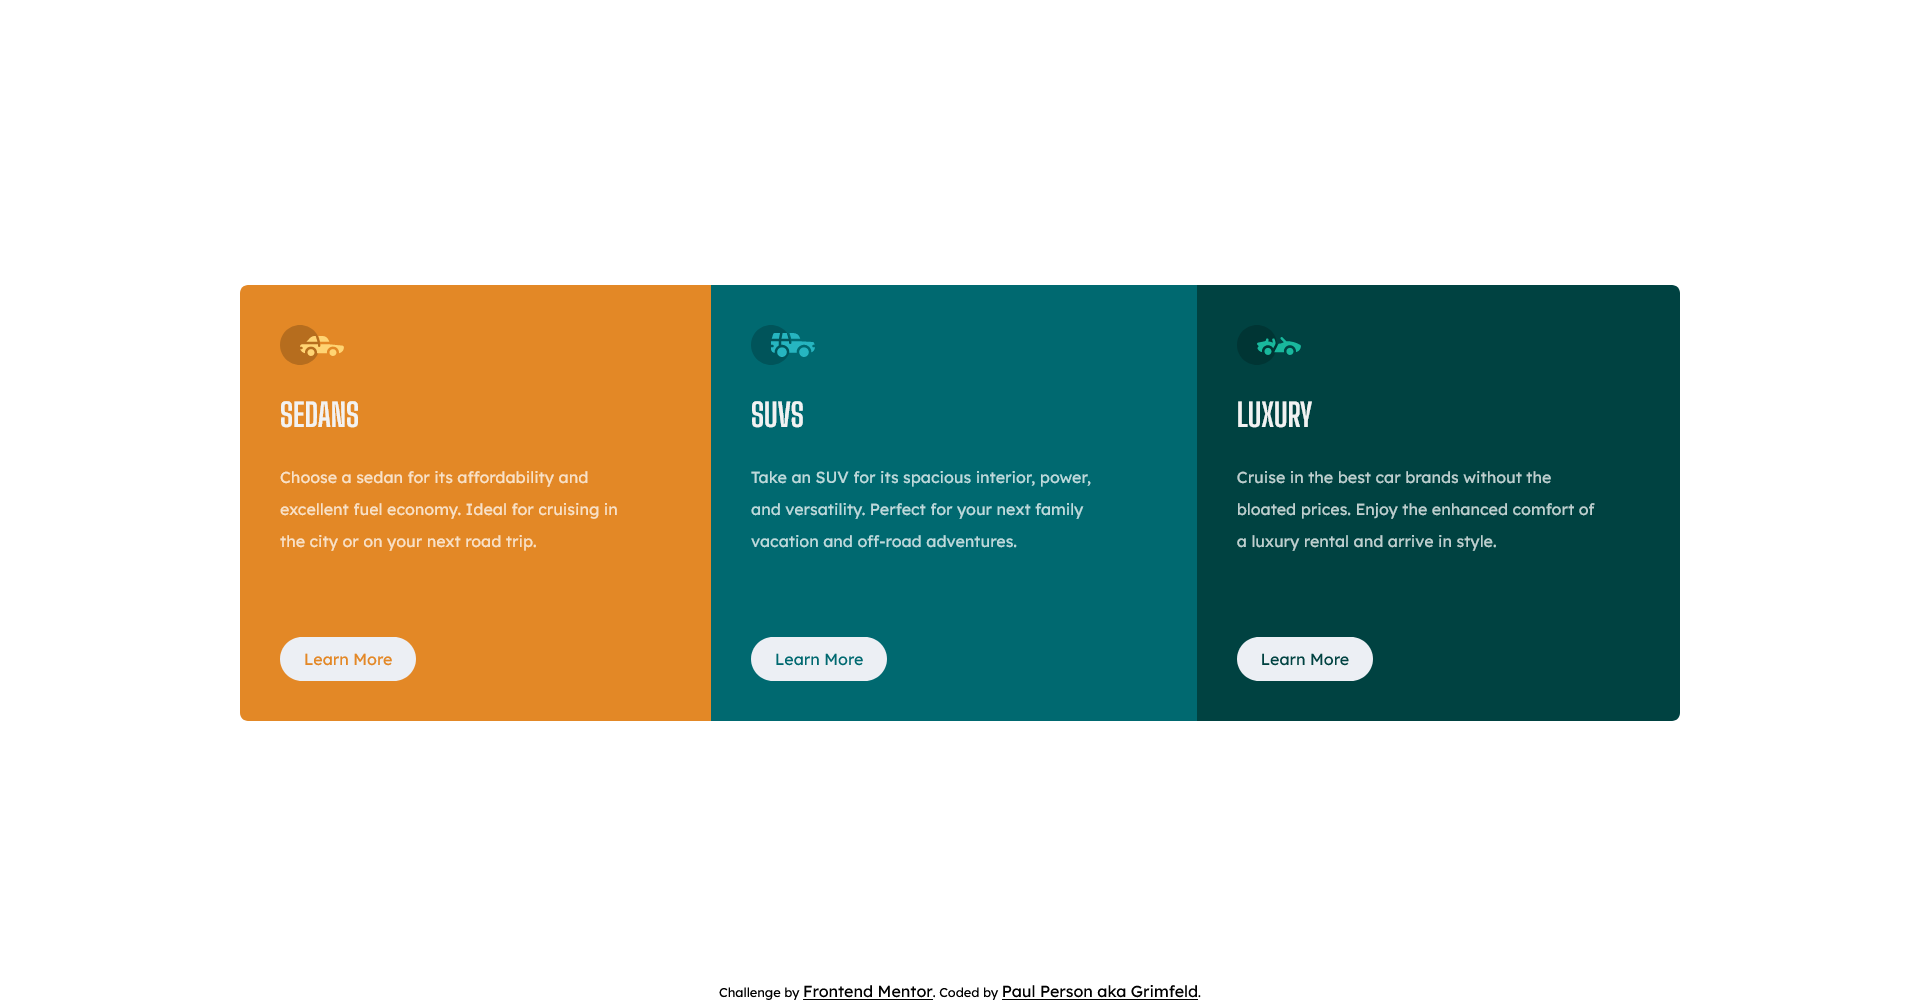 SEDANS
Choose a sedan for its affordability and
excellent fuel economy. Ideal for cruising in
the city or on your next road trip.
Learn More
SUVS
Take an SUV for its spacious interior, power,
and versatility. Perfect for your next family
vacation and off-road adventures.
Learn More
LUXURY
Cruise in the best car brands without the
bloated prices. Enjoy the enhanced comfort of
a luxury rental and arrive in style.
Learn More
Challenge by Frontend Mentor. Coded by Paul Person aka Grimfeld.